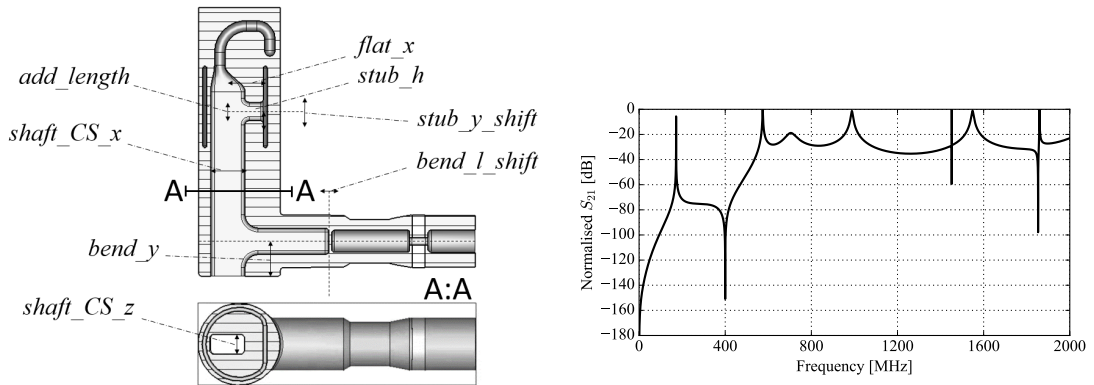 flat_x
add_length
stub_h
shaft_CS_x
stub_y_shift
bend_l_shift
A A
bend_y
A:A
shaft_CS_z
Normalised S21 [dB]
0
−20
−40
−60
−80
−100
−120
−140
−160
−180
0 400 800 1200 1600 2000
Frequency [MHz]